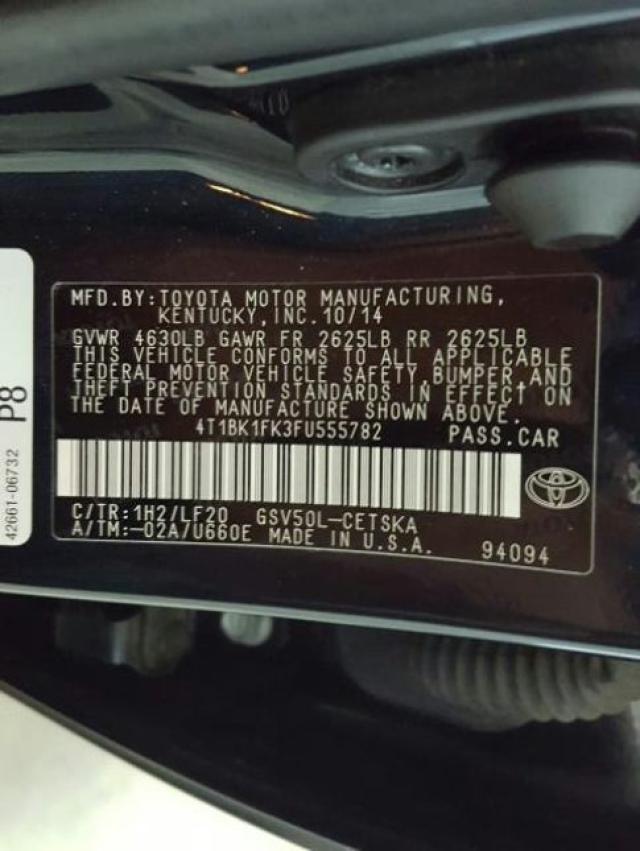 MFD.BY:TOYOTA MOTOR MANUFACTURING,
KENTUCKY,INC.10/14
GVWR 4630LB GAWR FR 2625LB RR 2625LB
THIS VEHICLE CONFORMS TO ALL APPLICABLE
FEDERAL MOTOR VEHICLE SAFETY,BUMPER,AND
THEFT PREVENTION STANDARDS IN EFFECT ON
THE DATE OF MANUFACTURE SHOWN ABOVE.
4T1BK1FK3FU555782 PASS.CAR
C/TR:1H2/LF20 GSV50L-CETSKA
A/TM:-02A/U660E MADE IN U.S.A. 94094
P8
42661-06732